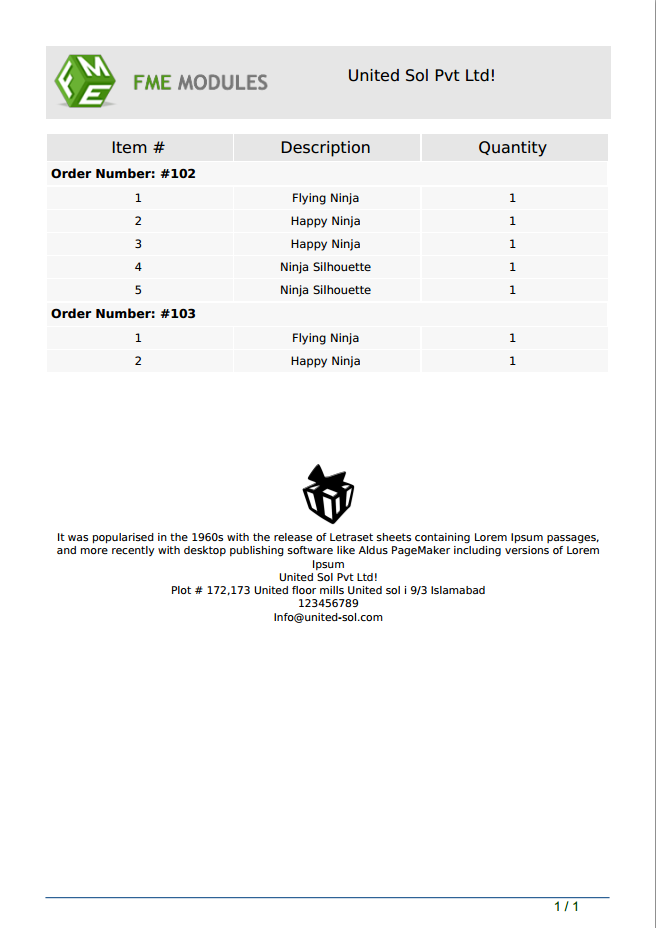 FME
FME MODULES
United Sol Pvt Ltd!
Item # Description Quantity
Order Number: #102
1 Flying Ninja 1
2 Happy Ninja 1
3 Happy Ninja 1
4 Ninja Silhouette 1
5 Ninja Silhouette 1
Order Number: #103
1 Flying Ninja 1
2 Happy Ninja 1
It was popularised in the 1960s with the release of Letraset sheets containing Lorem Ipsum passages,
and more recently with desktop publishing software like Aldus PageMaker including versions of Lorem
Ipsum
United Sol Pvt Ltd!
Plot # 172,173 United floor mills United sol i 9/3 Islamabad
123456789
Info@united-sol.com
1 / 1